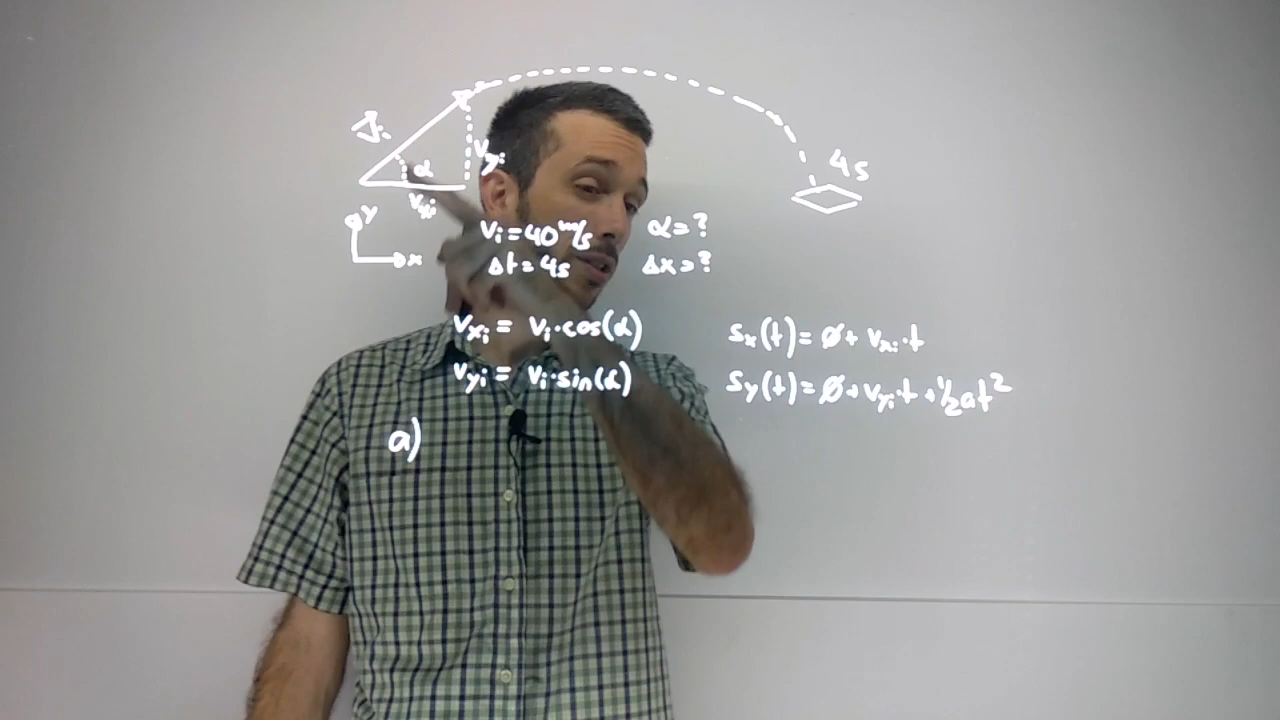 v⃗i
α
vyi
vxi
4s
y
x
vi = 40 m/s
α = ?
Δt = 4s
Δx = ?
vxi = vi·cos(α)
sx(t) = ø + vxi·t
vyi = vi·sin(α)
sy(t) = ø + vyi·t + ½at²
a)